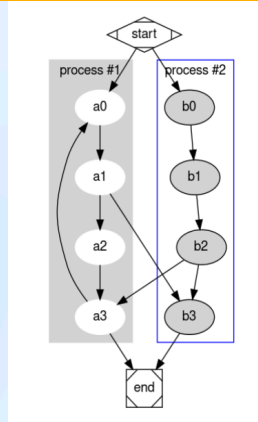 start
process #1
process #2
a0
b0
a1
b1
a2
b2
a3
b3
end